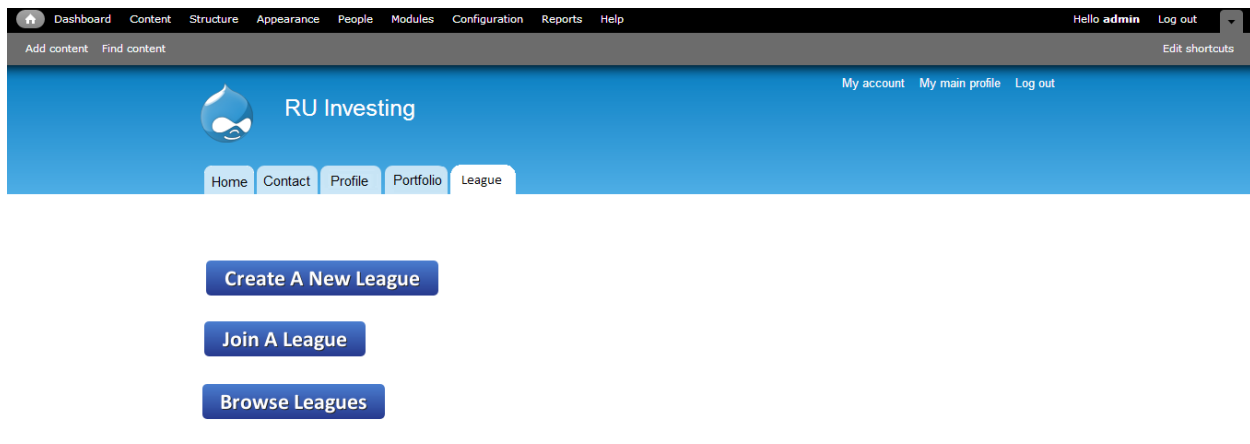 Dashboard Content Structure Appearance People Modules Configuration Reports Help Hello admin Log out
Add content Find content Edit shortcuts
My account My main profile Log out
RU Investing
Home Contact Profile Portfolio League
Create A New League
Join A League
Browse Leagues